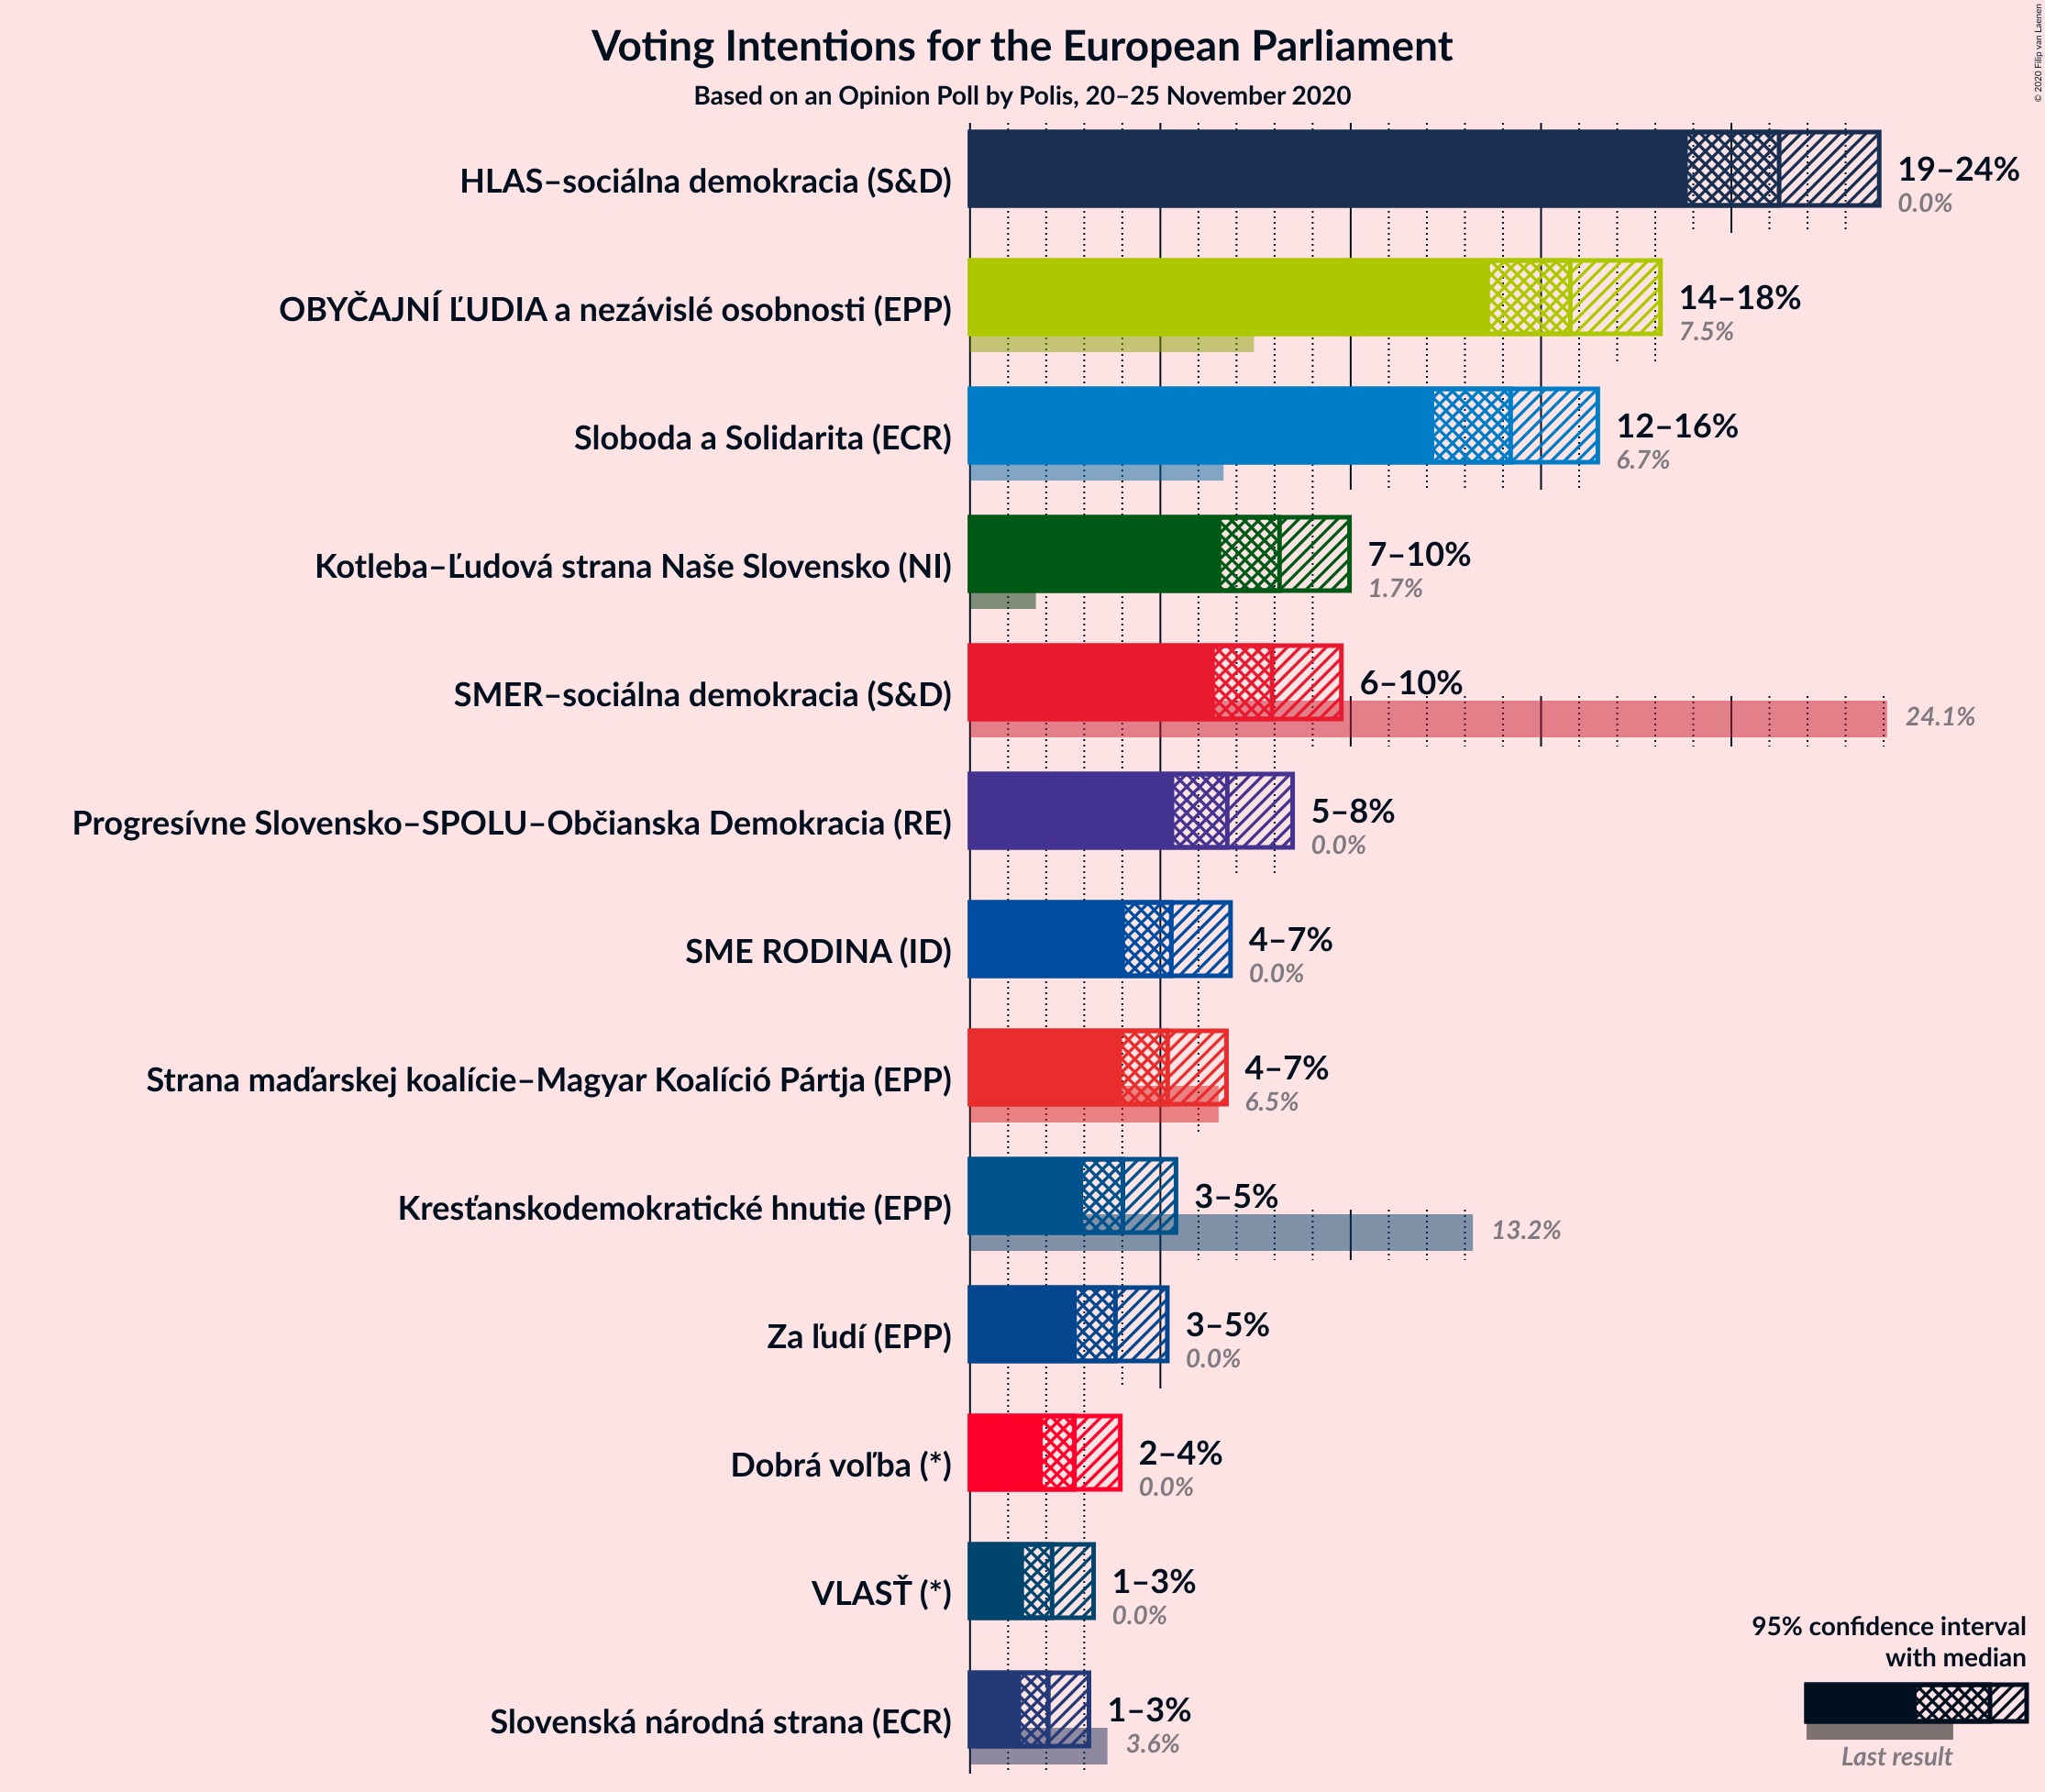 Voting Intentions for the European Parliament
Based on an Opinion Poll by Polis, 20–25 November 2020
© 2020 Filip van Laenen
HLAS–sociálna demokracia (S&D)
19–24%
0.0%
OBYČAJNÍ ĽUDIA a nezávislé osobnosti (EPP)
14–18%
7.5%
Sloboda a Solidarita (ECR)
12–16%
6.7%
Kotleba–Ľudová strana Naše Slovensko (NI)
7–10%
1.7%
SMER–sociálna demokracia (S&D)
6–10%
24.1%
Progresívne Slovensko–SPOLU–Občianska Demokracia (RE)
5–8%
0.0%
SME RODINA (ID)
4–7%
0.0%
Strana maďarskej koalície–Magyar Koalíció Pártja (EPP)
4–7%
6.5%
Kresťanskodemokratické hnutie (EPP)
3–5%
13.2%
Za ľudí (EPP)
3–5%
0.0%
Dobrá voľba (*)
2–4%
0.0%
VLASŤ (*)
1–3%
0.0%
Slovenská národná strana (ECR)
1–3%
3.6%
95% confidence interval
with median
Last result